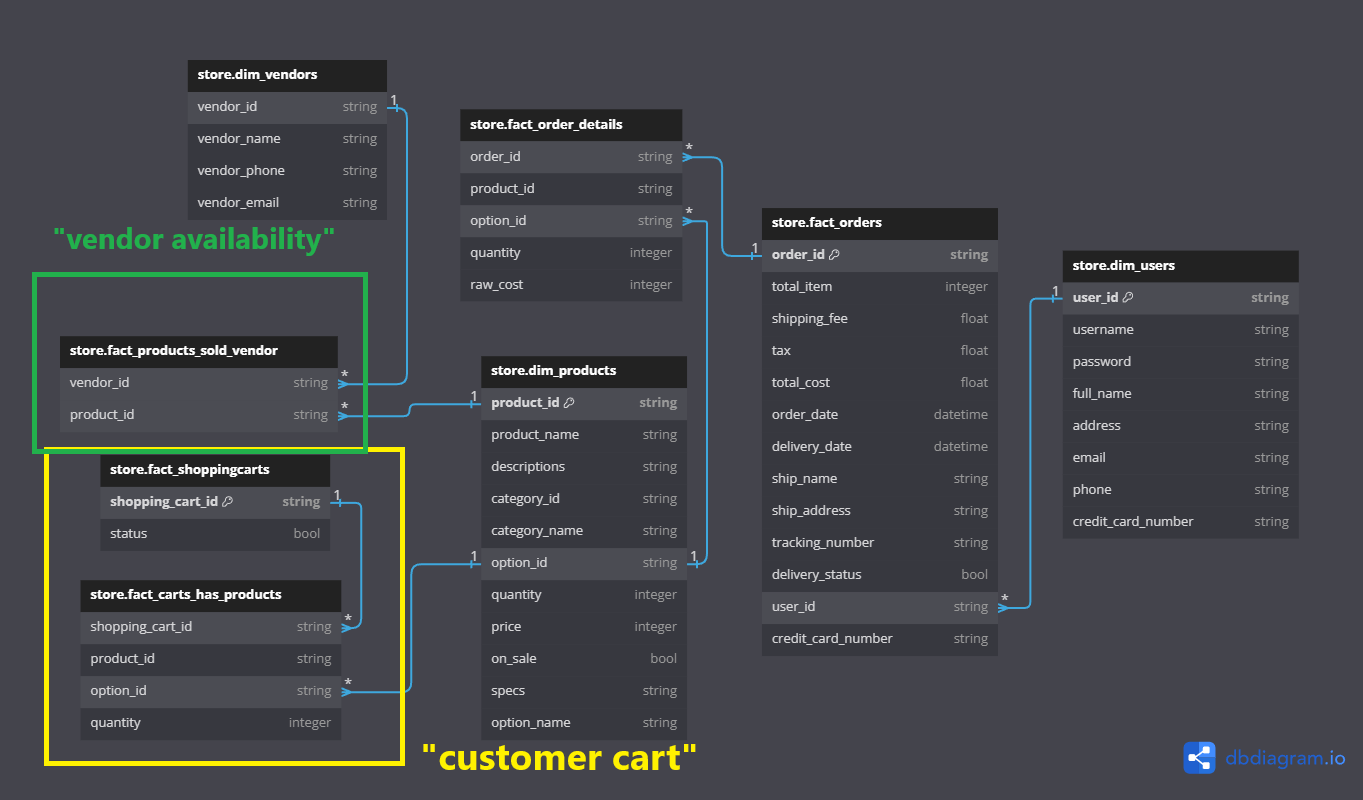 store.dim_vendors
vendor_id string
vendor_name string
vendor_phone string
vendor_email string
"vendor availability"
store.fact_products_sold_vendor
vendor_id string
product_id string
store.fact_shoppingcarts
shopping_cart_id string
status bool
store.fact_carts_has_products
shopping_cart_id string
product_id string
option_id string
quantity integer
"customer cart"
store.fact_order_details
order_id string
product_id string
option_id string
quantity integer
raw_cost integer
store.dim_products
product_id string
product_name string
descriptions string
category_id string
category_name string
option_id string
quantity integer
price integer
on_sale bool
specs string
option_name string
store.fact_orders
order_id string
total_item integer
shipping_fee float
tax float
total_cost float
order_date datetime
delivery_date datetime
ship_name string
ship_address string
tracking_number string
delivery_status bool
user_id string
credit_card_number string
store.dim_users
user_id string
username string
password string
full_name string
address string
email string
phone string
credit_card_number string
1
*
*
1
1
*
*
1
1
*
*
1
*
1
dbdiagram.io